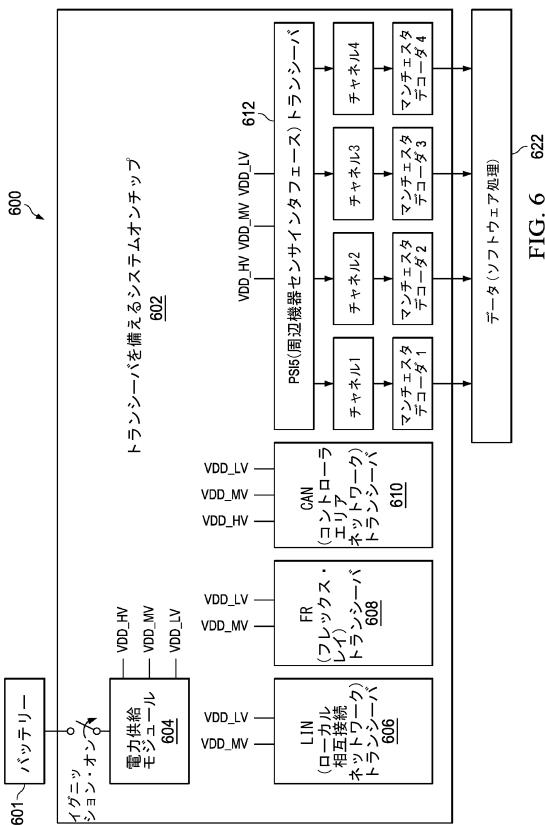 600
601
バッテリー
イグニッ
ション・オン
電力供給
モジュール
604
VDD_HV
VDD_MV
VDD_LV
トランシーバを備えるシステムオンチップ
602
VDD_MV
VDD_LV
LIN
(ローカル
相互接続
ネットワーク)
トランシーバ
606
VDD_MV
VDD_LV
FR
(フレックス・
レイ)
トランシーバ
608
VDD_HV
VDD_MV
VDD_LV
CAN
(コントローラ
エリア
ネットワーク)
トランシーバ
610
VDD_HV
VDD_MV
VDD_LV
612
PSI5(周辺機器センサインタフェース)トランシーバ
チャネル1
チャネル2
チャネル3
チャネル4
マンチェスタ
デコーダ1
マンチェスタ
デコーダ2
マンチェスタ
デコーダ3
マンチェスタ
デコーダ4
データ(ソフトウェア処理)
622
FIG. 6